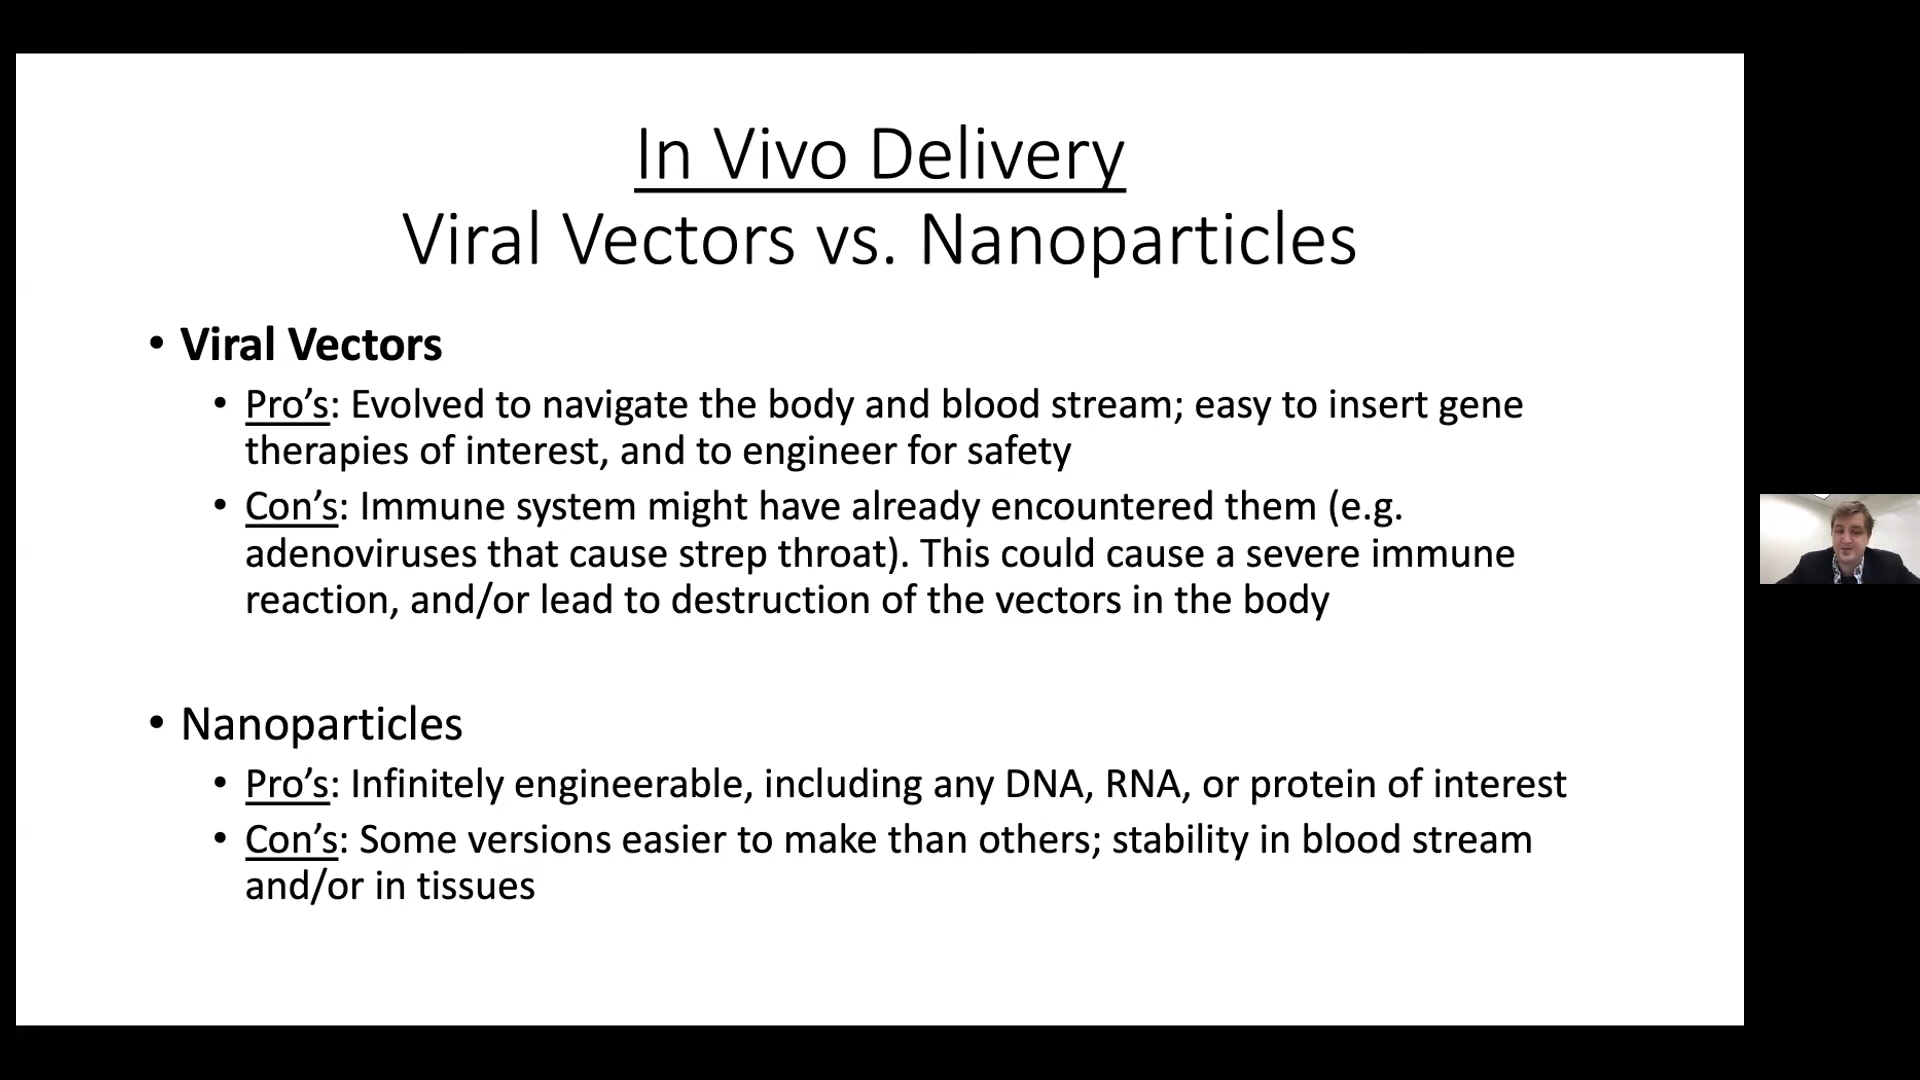 In Vivo Delivery
Viral Vectors vs. Nanoparticles
• Viral Vectors
• Pro’s: Evolved to navigate the body and blood stream; easy to insert gene
therapies of interest, and to engineer for safety
• Con’s: Immune system might have already encountered them (e.g.
adenoviruses that cause strep throat). This could cause a severe immune
reaction, and/or lead to destruction of the vectors in the body
• Nanoparticles
• Pro’s: Infinitely engineerable, including any DNA, RNA, or protein of interest
• Con’s: Some versions easier to make than others; stability in blood stream
and/or in tissues